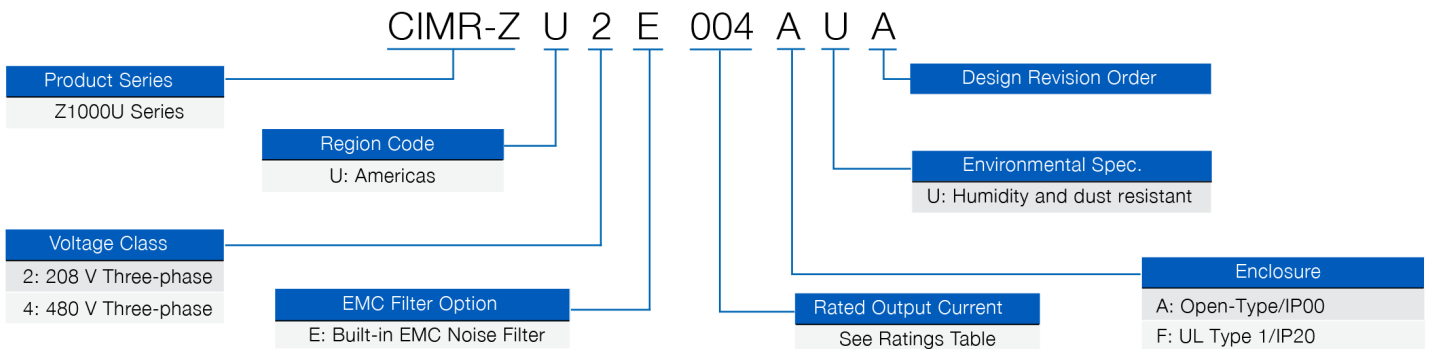 CIMR-Z U 2 E 004 A U A
Product Series
Z1000U Series
Design Revision Order
Region Code
U: Americas
Environmental Spec.
U: Humidity and dust resistant
Voltage Class
2: 208 V Three-phase
4: 480 V Three-phase
EMC Filter Option
E: Built-in EMC Noise Filter
Rated Output Current
See Ratings Table
Enclosure
A: Open-Type/IP00
F: UL Type 1/IP20